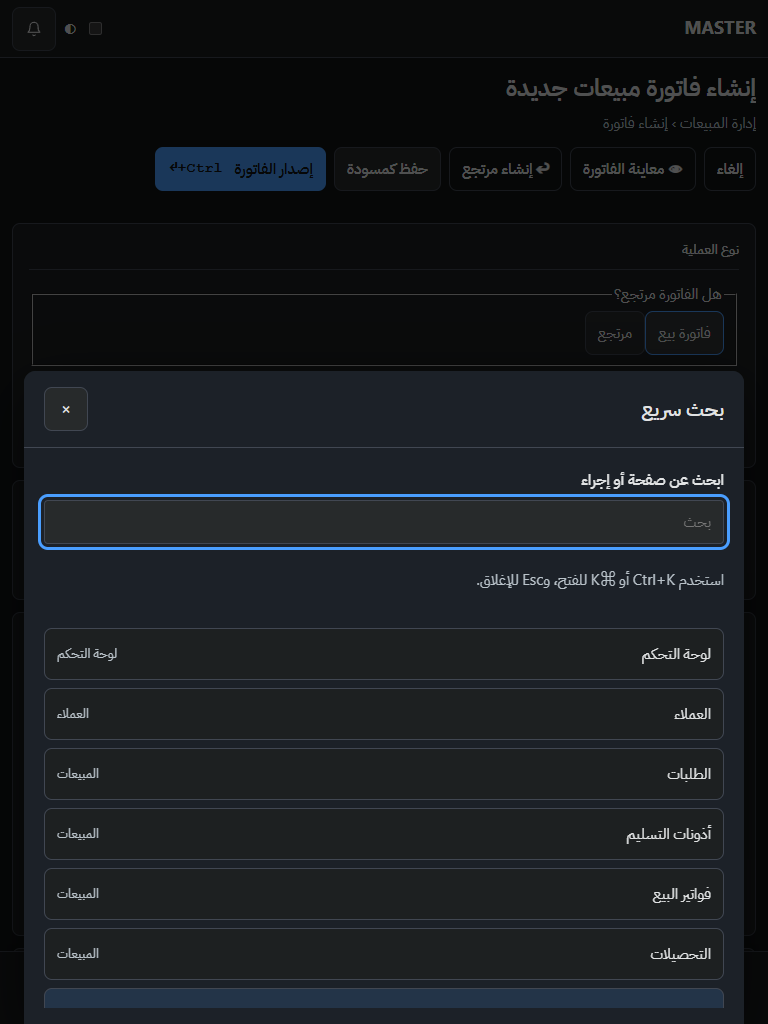 MASTER
إنشاء فاتورة مبيعات جديدة
إدارة المبيعات › إنشاء فاتورة
إلغاء
معاينة الفاتورة
إنشاء مرتجع
حفظ كمسودة
إصدار الفاتورة Ctrl+↵
نوع العملية
هل الفاتورة مرتجع؟
فاتورة بيع
مرتجع
بحث سريع
×
ابحث عن صفحة أو إجراء
بحث
استخدم Ctrl+K أو ⌘K للفتح، وEsc للإغلاق.
لوحة التحكم لوحة التحكم
العملاء العملاء
الطلبات المبيعات
أذونات التسليم المبيعات
فواتير البيع المبيعات
التحصيلات المبيعات